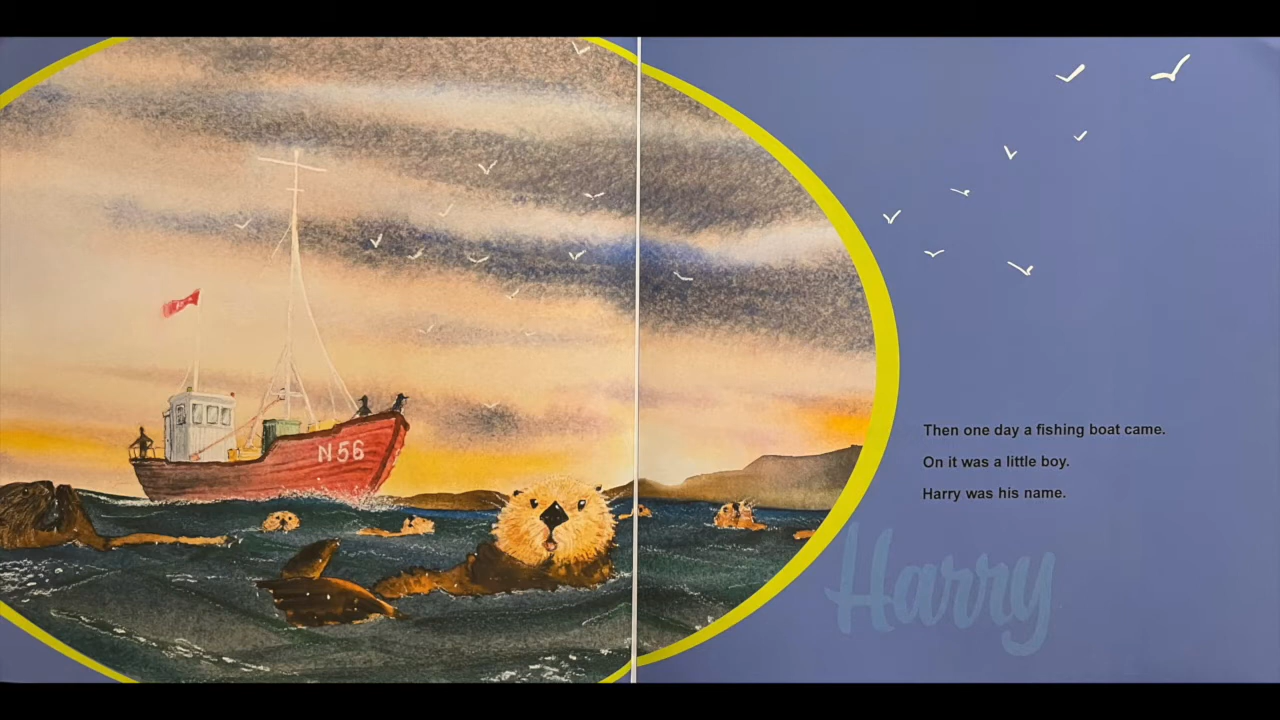 N56
Then one day a fishing boat came.
On it was a little boy.
Harry was his name.
Harry